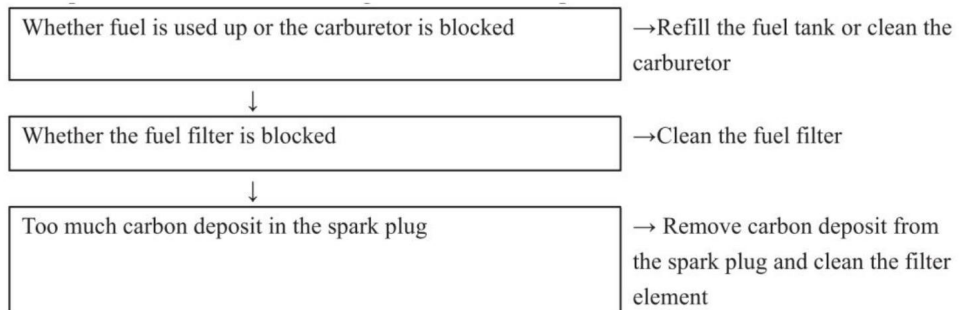 Whether fuel is used up or the carburetor is blocked
→Refill the fuel tank or clean the
carburetor
↓
Whether the fuel filter is blocked
→Clean the fuel filter
↓
Too much carbon deposit in the spark plug
→ Remove carbon deposit from
the spark plug and clean the filter
element